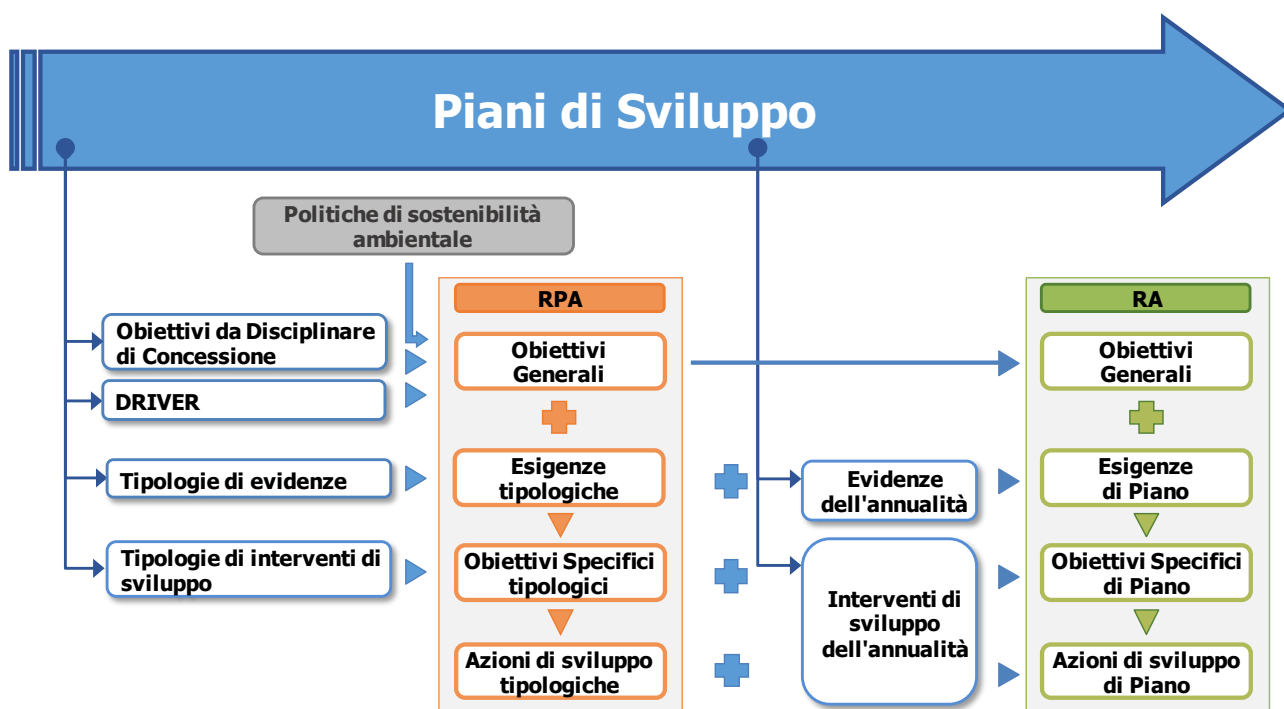 Piani di Sviluppo
Politiche di sostenibilità
ambientale
Obiettivi da Disciplinare
di Concessione
DRIVER
Tipologie di evidenze
Tipologie di interventi di
sviluppo
RPA
Obiettivi
Generali
Esigenze
tipologiche
Obiettivi Specifici
tipologici
Azioni di sviluppo
tipologiche
Evidenze
dell'annualità
Interventi di
sviluppo
dell'annualità
RA
Obiettivi
Generali
Esigenze
di Piano
Obiettivi Specifici
di Piano
Azioni di sviluppo
di Piano